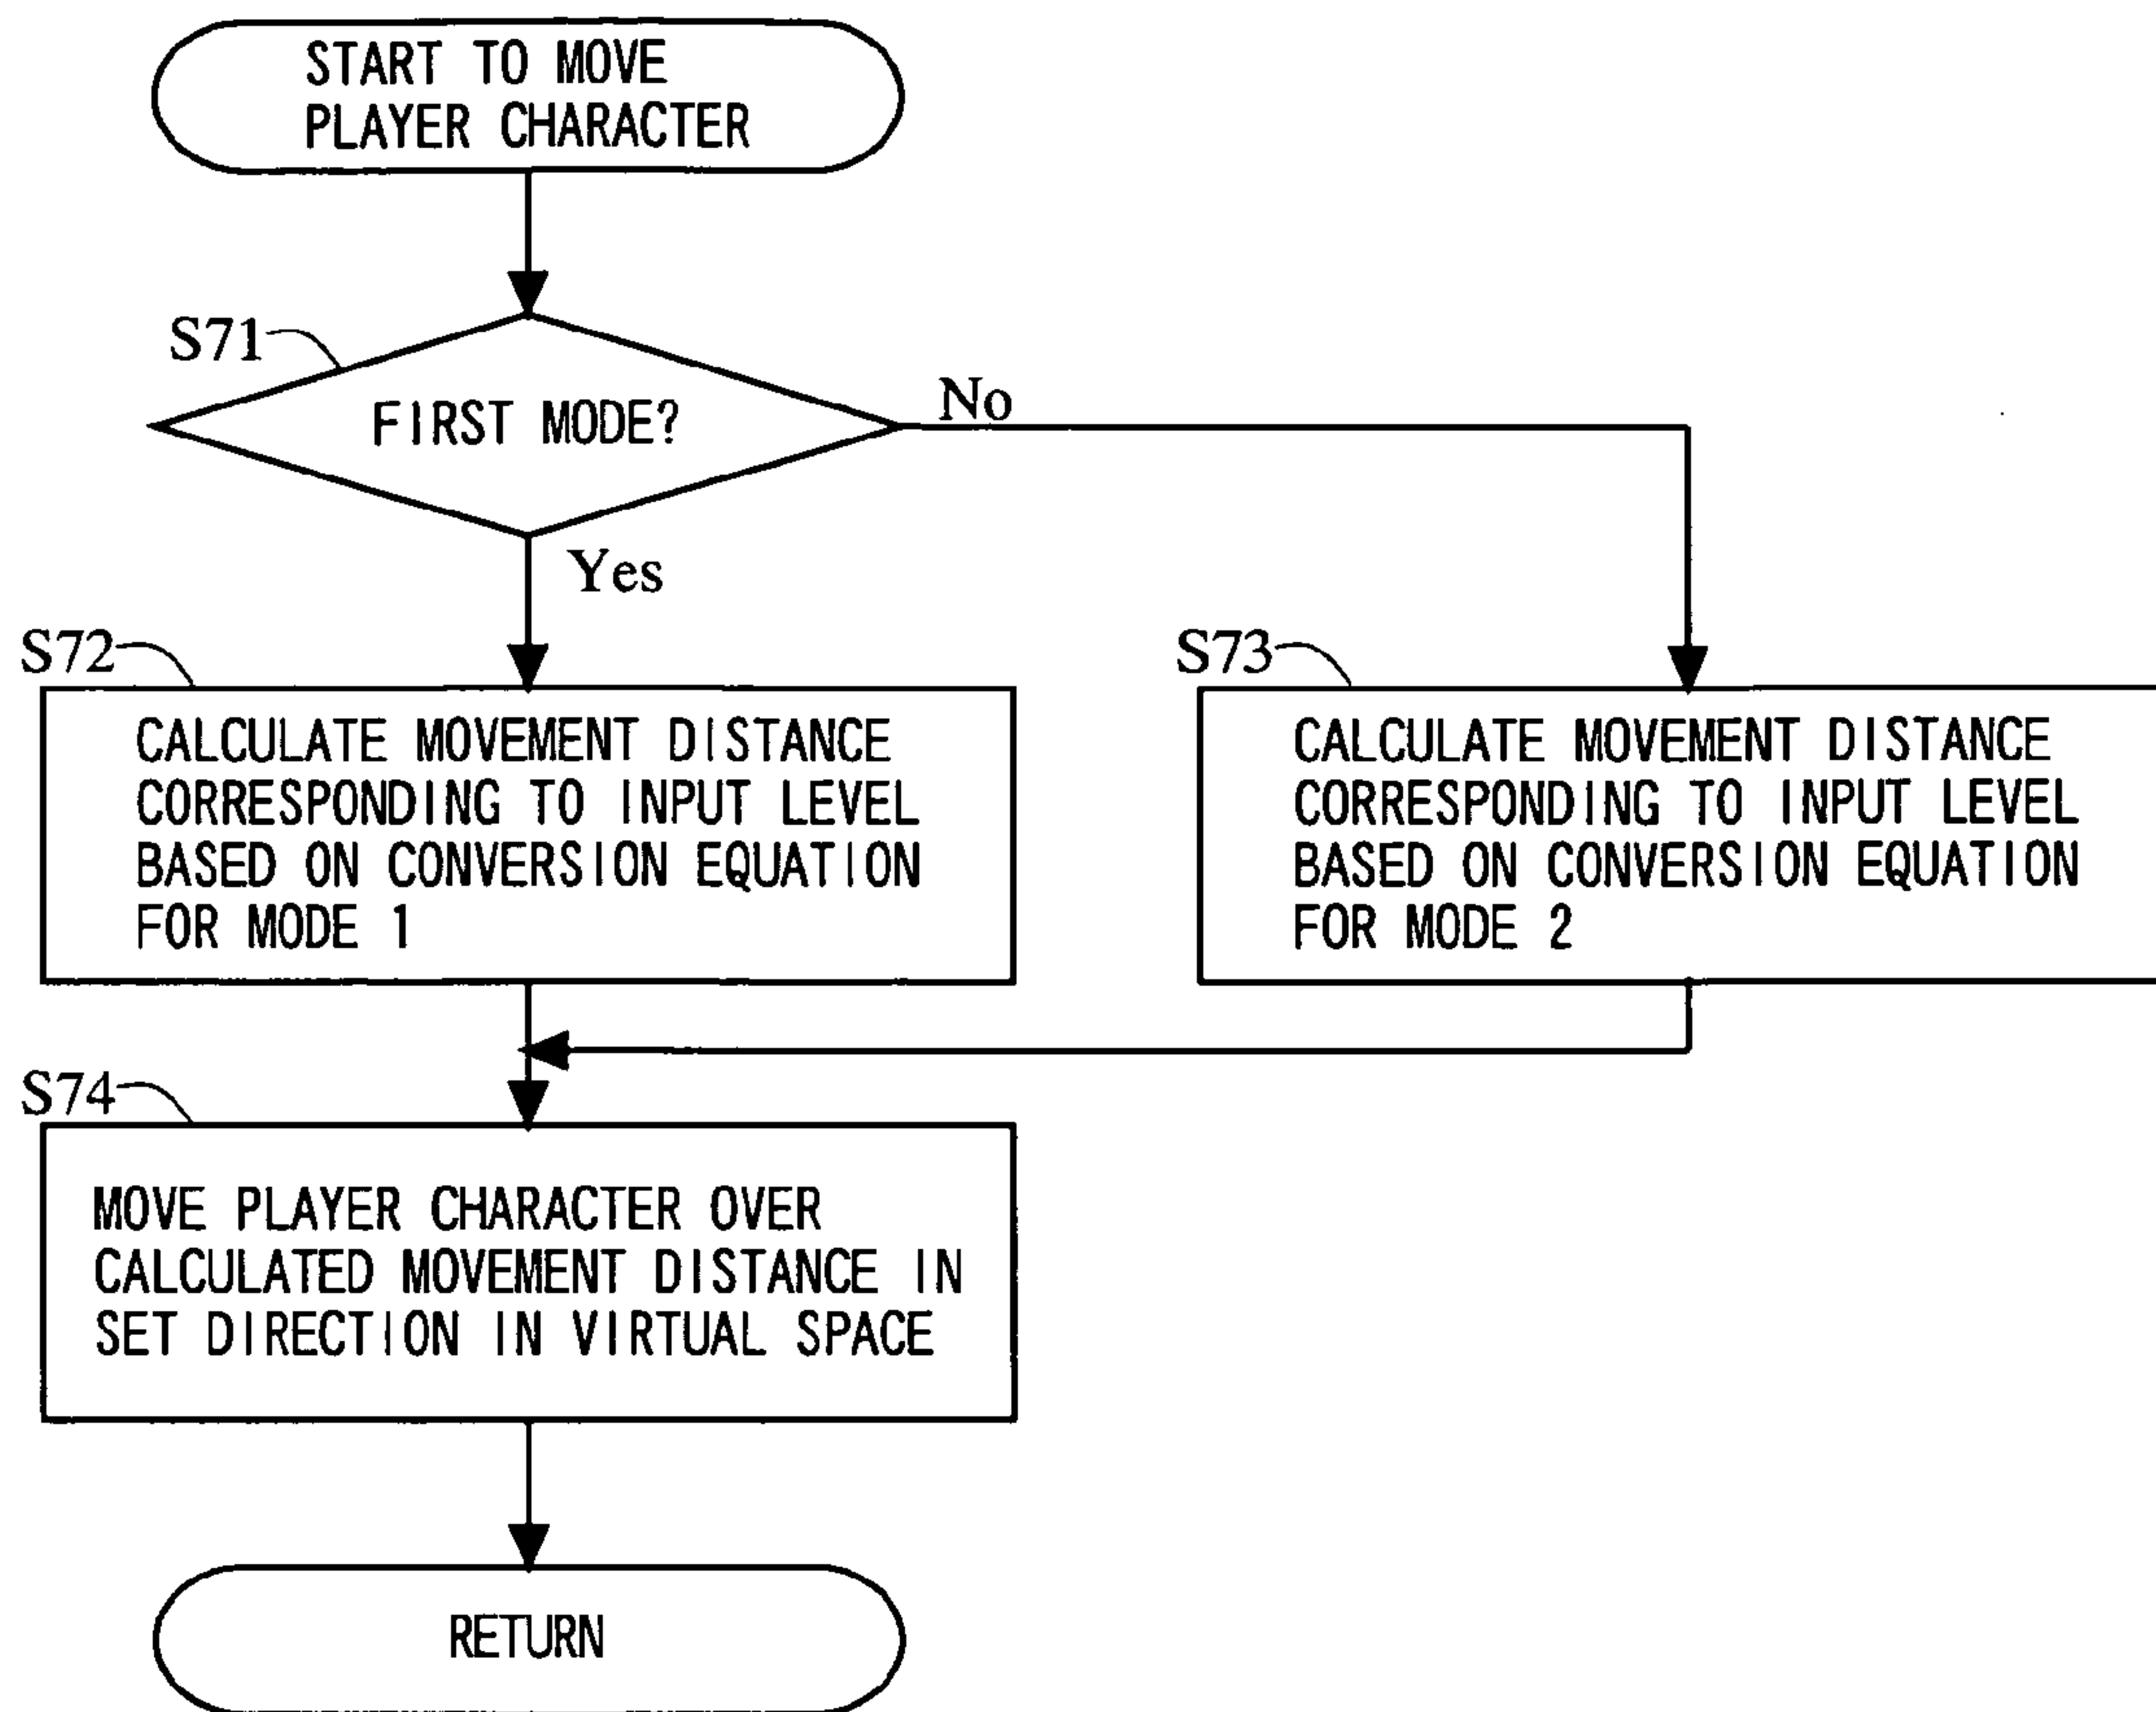 START TO MOVE
PLAYER CHARACTER
S71
FIRST MODE?
No
Yes
S72
CALCULATE MOVEMENT DISTANCE
CORRESPONDING TO INPUT LEVEL
BASED ON CONVERSION EQUATION
FOR MODE 1
S73
CALCULATE MOVEMENT DISTANCE
CORRESPONDING TO INPUT LEVEL
BASED ON CONVERSION EQUATION
FOR MODE 2
S74
MOVE PLAYER CHARACTER OVER
CALCULATED MOVEMENT DISTANCE IN
SET DIRECTION IN VIRTUAL SPACE
RETURN